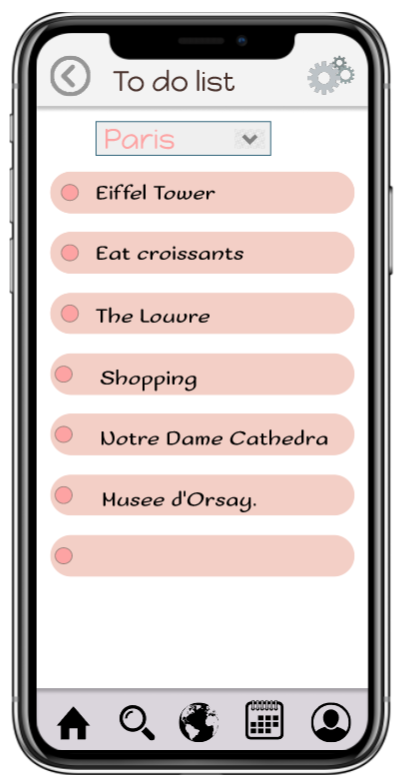 To do list
Paris
Eiffel Tower
Eat croissants
The Louvre
Shopping
Notre Dame Cathedra
Musee d'Orsay.